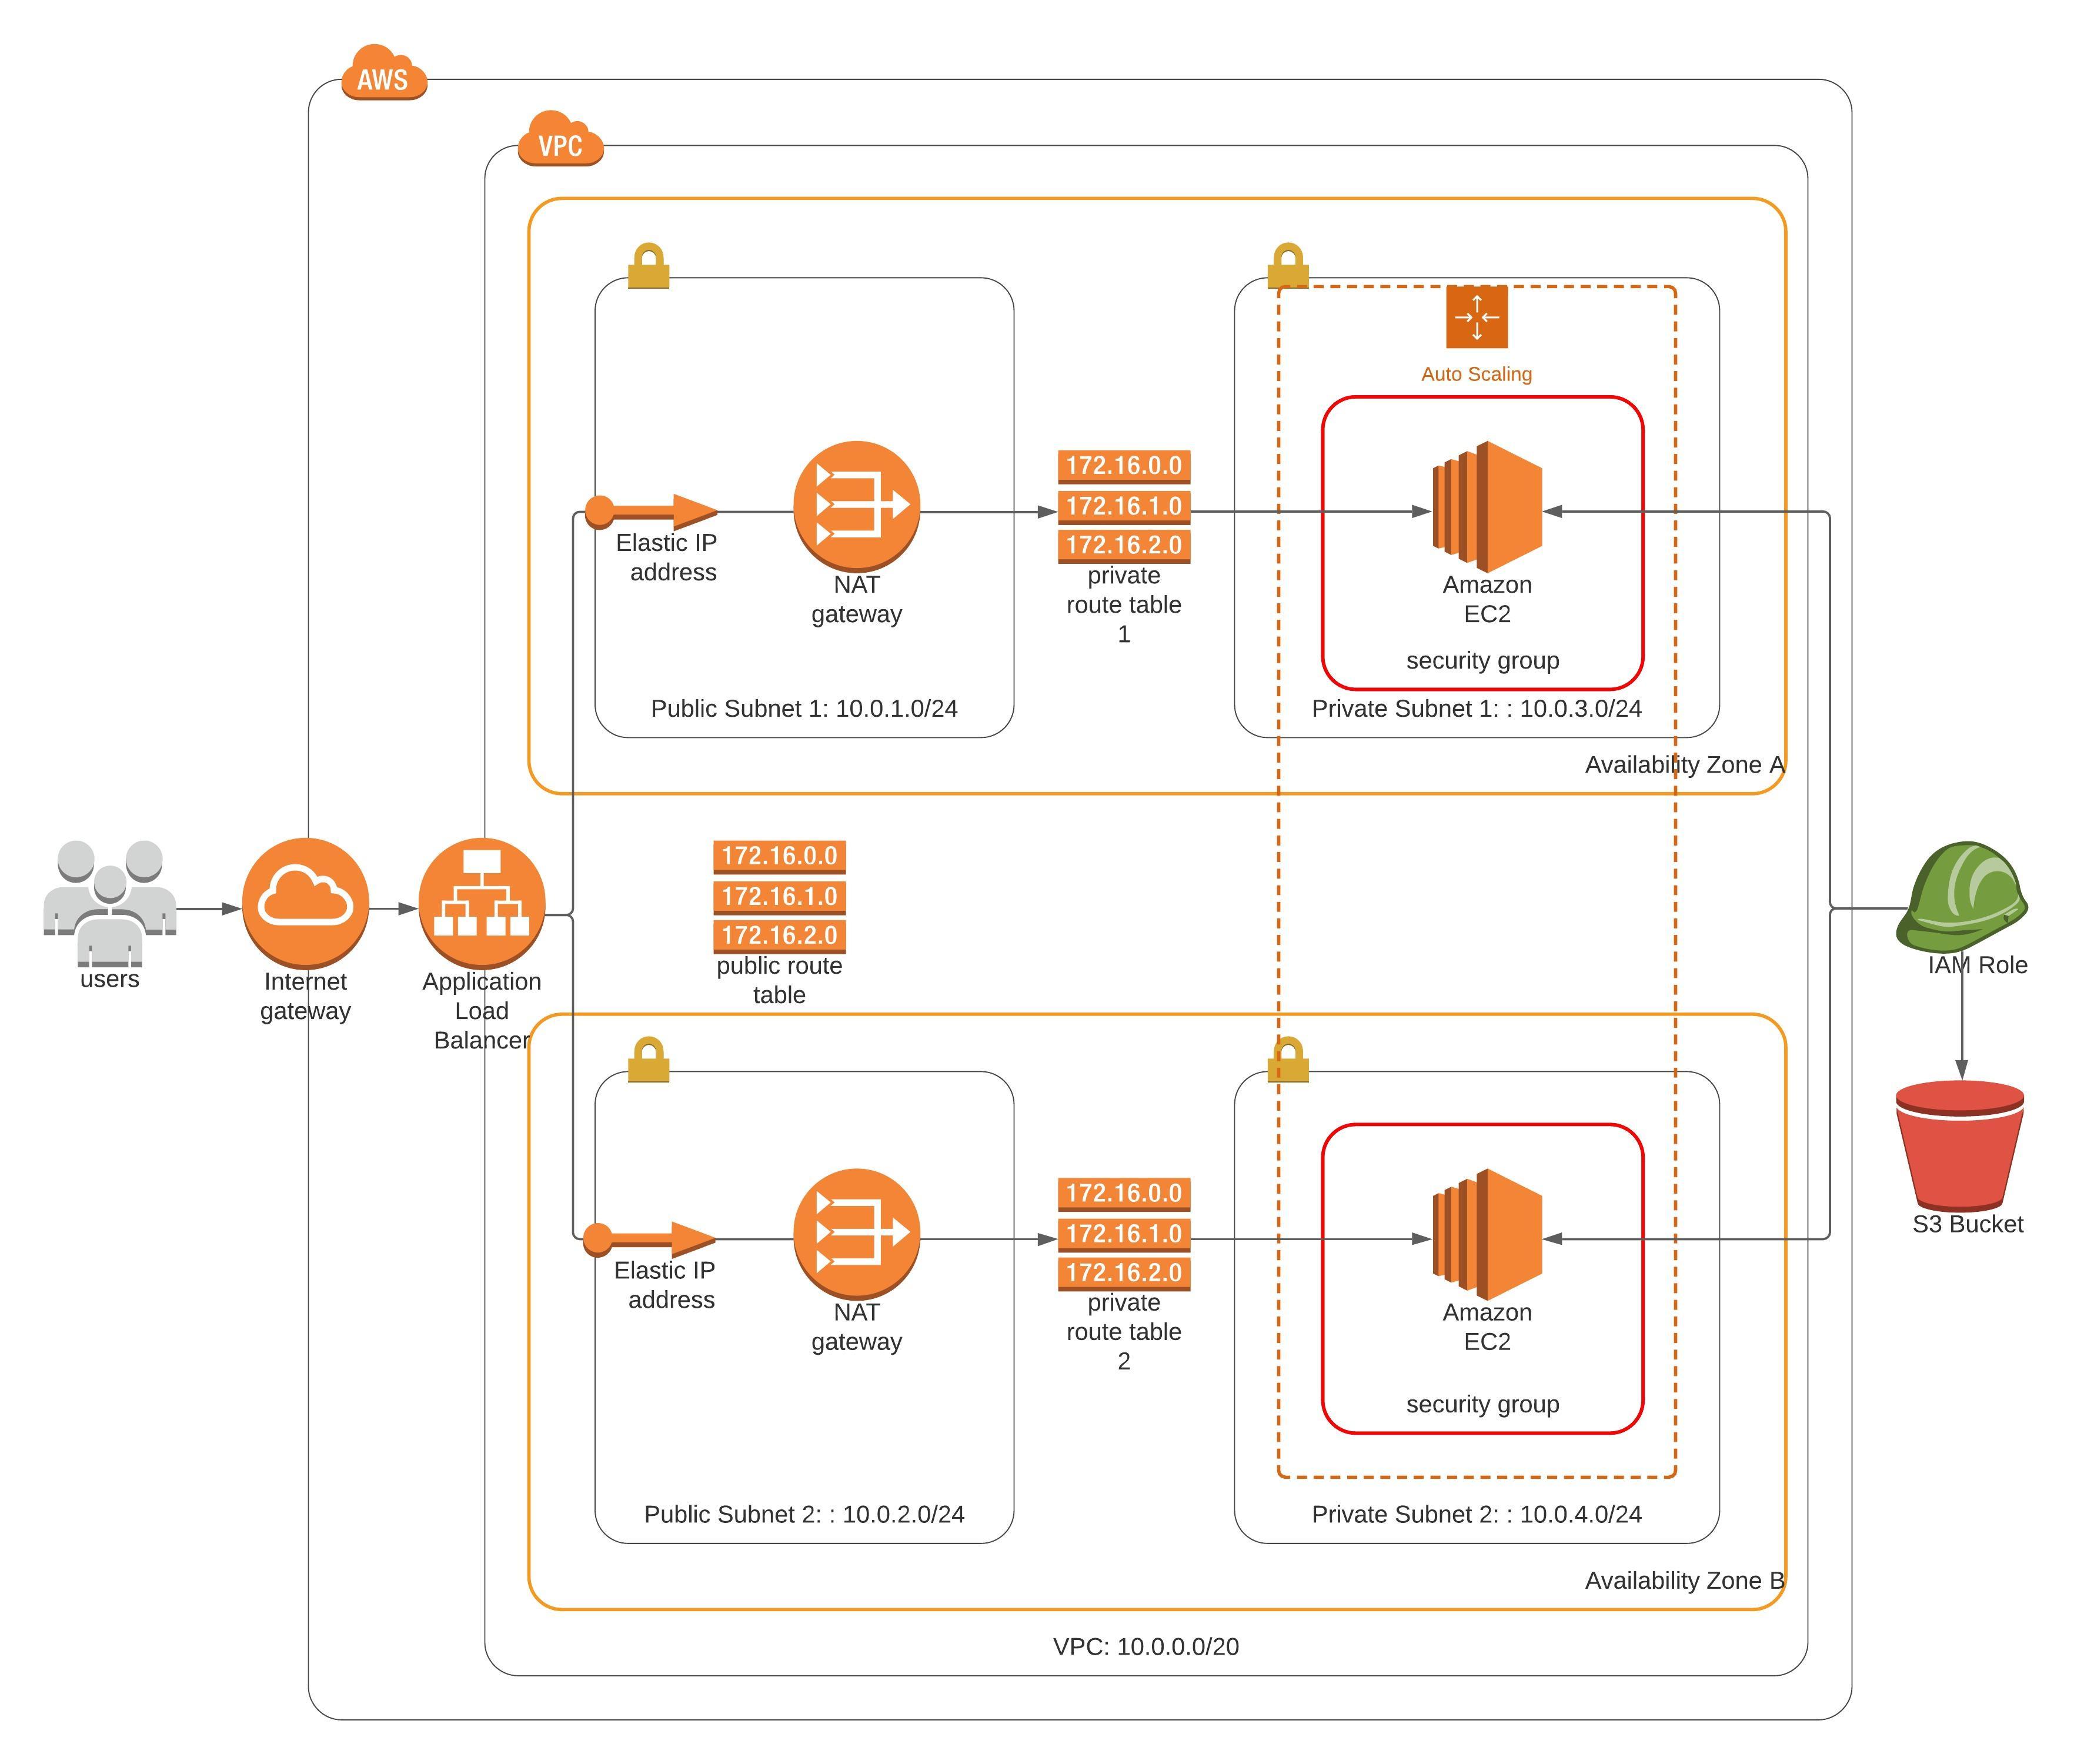 AWS
VPC
Auto Scaling
172.16.0.0
172.16.1.0
172.16.2.0
Elastic IP
address
NAT
gateway
private
route table
1
Amazon
EC2
security group
Public Subnet 1: 10.0.1.0/24
Private Subnet 1: : 10.0.3.0/24
Availability Zone A
172.16.0.0
172.16.1.0
172.16.2.0
public route
table
users
Internet
gateway
Application
Load
Balancer
IAM Role
S3 Bucket
172.16.0.0
172.16.1.0
172.16.2.0
Elastic IP
address
NAT
gateway
private
route table
2
Amazon
EC2
security group
Public Subnet 2: : 10.0.2.0/24
Private Subnet 2: : 10.0.4.0/24
Availability Zone B
VPC: 10.0.0.0/20